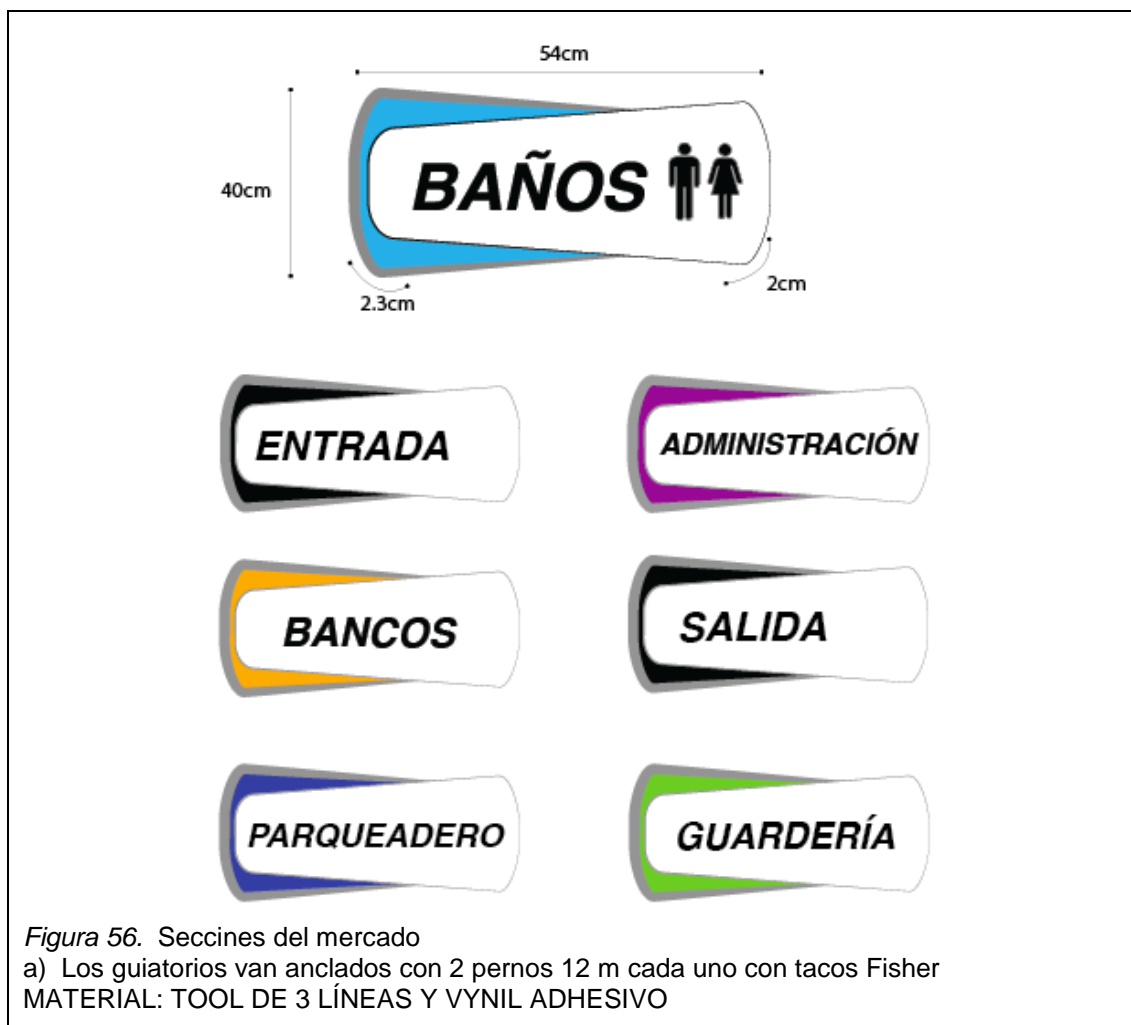 54cm
40cm
BAÑOS
2.3cm
2cm
ENTRADA
ADMINISTRACIÓN
BANCOS
SALIDA
PARQUEADERO
GUARDERÍA
Figura 56. Seccines del mercado
a) Los guiatorios van anclados con 2 pernos 12 m cada uno con tacos Fisher
MATERIAL: TOOL DE 3 LÍNEAS Y VYNIL ADHESIVO